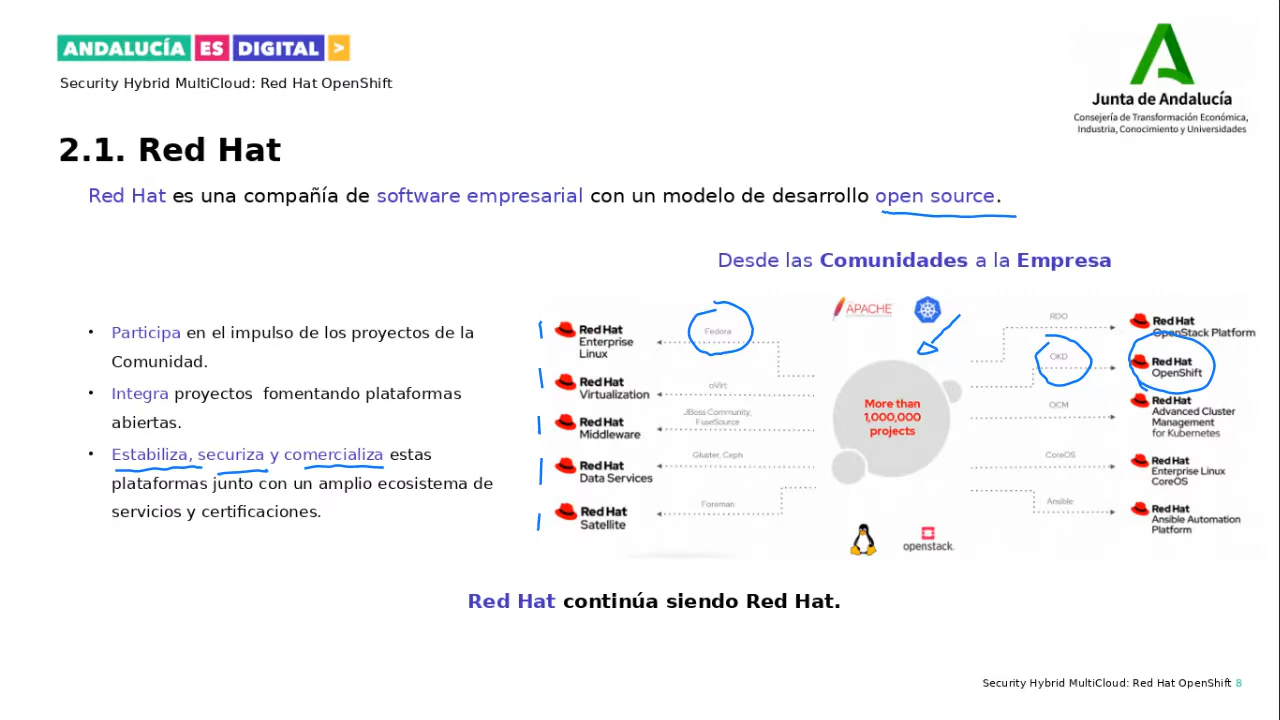 ANDALUCÍA ES DIGITAL >
Security Hybrid MultiCloud: Red Hat OpenShift
Junta de Andalucía
Consejería de Transformación Económica,
Industria, Conocimiento y Universidades
2.1. Red Hat
Red Hat es una compañía de software empresarial con un modelo de desarrollo open source.
Desde las Comunidades a la Empresa
• Participa en el impulso de los proyectos de la
Comunidad.
• Integra proyectos fomentando plataformas
abiertas.
• Estabiliza, securiza y comercializa estas
plataformas junto con un amplio ecosistema de
servicios y certificaciones.
Red Hat
Enterprise
Linux
Red Hat
Virtualization
Red Hat
Middleware
Red Hat
Data Services
Red Hat
Satellite
Fedora
oVirt
JBoss Community,
FuseSource
Gluster, Ceph
Foreman
APACHE
More than
1,000,000
projects
openstack.
RDO
OKD
OCM
CoreOS
Ansible
Red Hat
OpenStack Platform
Red Hat
OpenShift
Red Hat
Advanced Cluster
Management
for Kubernetes
Red Hat
Enterprise Linux
CoreOS
Red Hat
Ansible Automation
Platform
Red Hat continúa siendo Red Hat.
Security Hybrid MultiCloud: Red Hat OpenShift 8